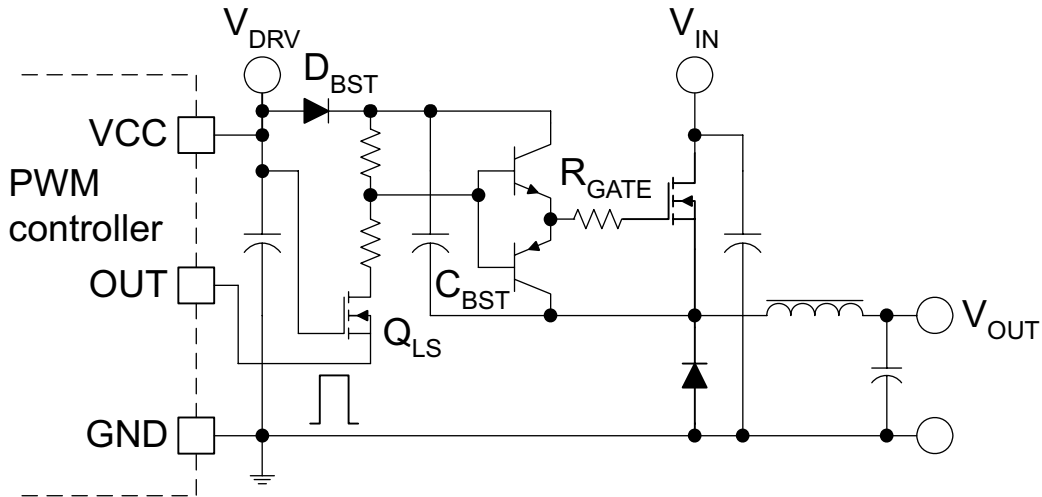 V_DRV
V_IN
D_BST
VCC
PWM
controller
R_GATE
OUT
C_BST
Q_LS
V_OUT
GND